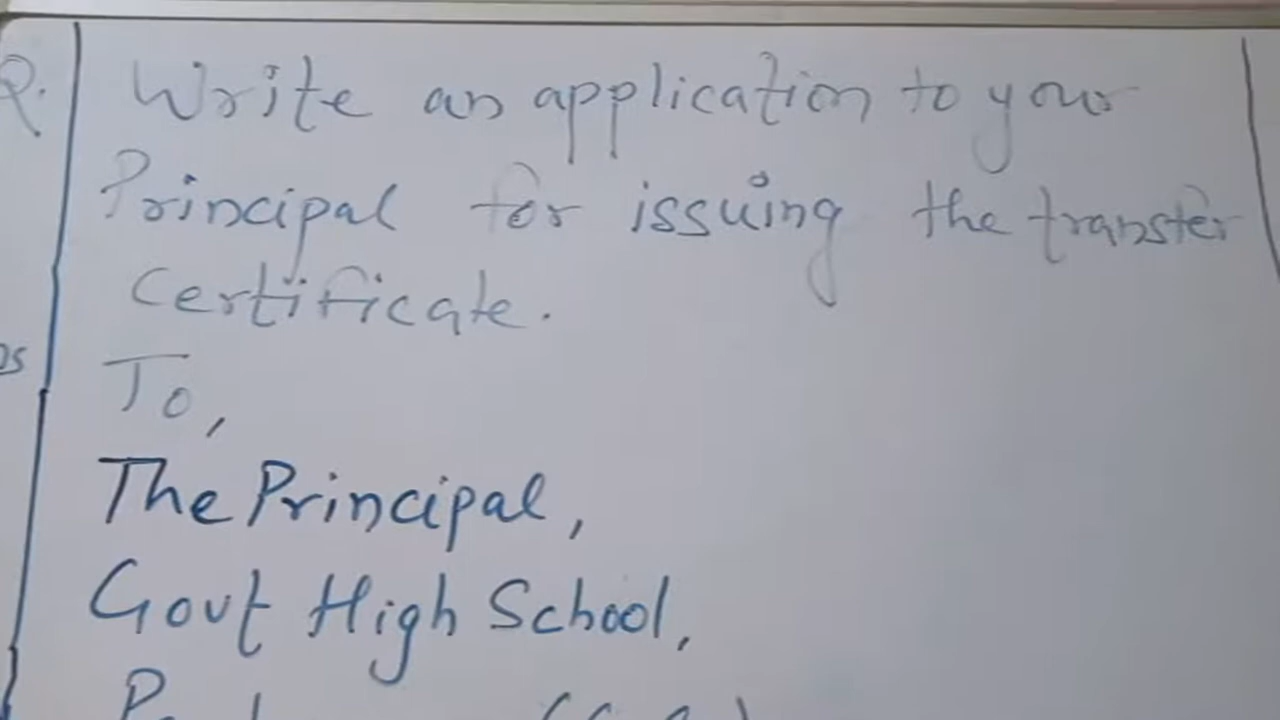 Q. Write an application to your
Principal for issuing the transfer
Certificate.
To,
The Principal,
Govt High School,